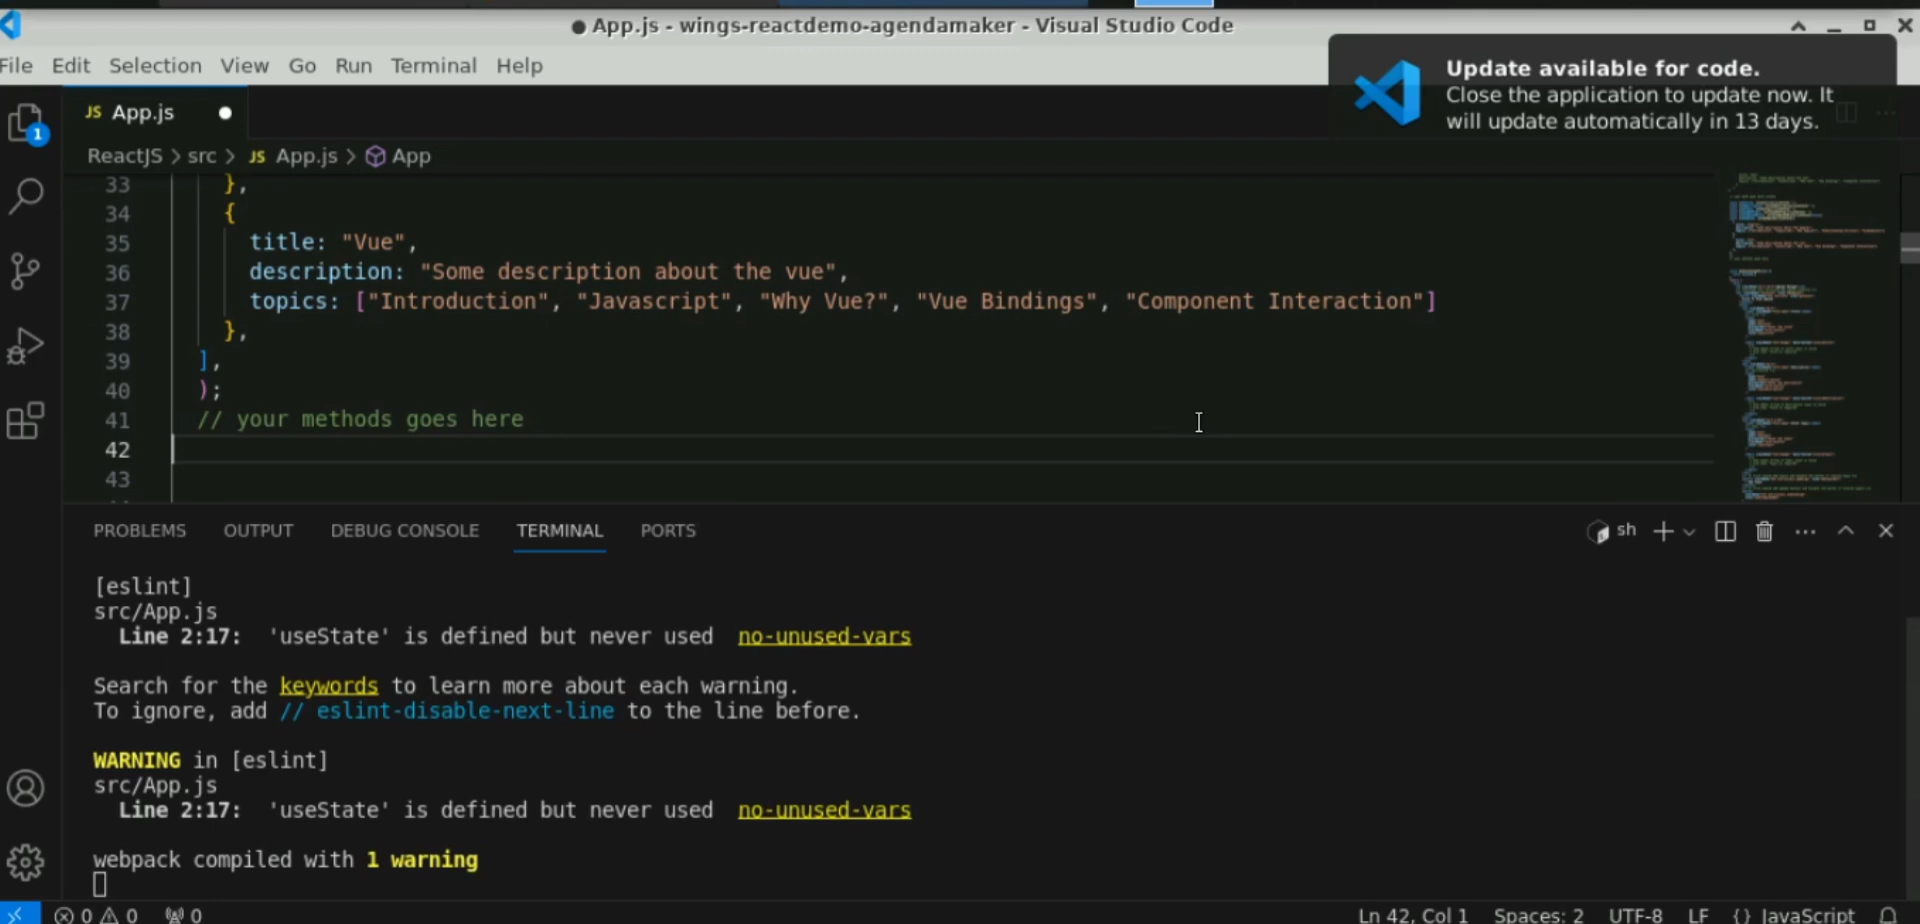 ● App.js - wings-reactdemo-agendamaker - Visual Studio Code
File Edit Selection View Go Run Terminal Help
Update available for code.
Close the application to update now. It
will update automatically in 13 days.
JS App.js
1
ReactJS > src > JS App.js > App
33 },
34 {
35 title: "Vue",
36 description: "Some description about the vue",
37 topics: ["Introduction", "Javascript", "Why Vue?", "Vue Bindings", "Component Interaction"]
38 },
39 ],
40 );
41 // your methods goes here
42
43
PROBLEMS OUTPUT DEBUG CONSOLE TERMINAL PORTS
sh
[eslint]
src/App.js
Line 2:17: 'useState' is defined but never used no-unused-vars
Search for the keywords to learn more about each warning.
To ignore, add // eslint-disable-next-line to the line before.
WARNING in [eslint]
src/App.js
Line 2:17: 'useState' is defined but never used no-unused-vars
webpack compiled with 1 warning
0 0 0 Ln 42, Col 1 Spaces: 2 UTF-8 LF {} JavaScript